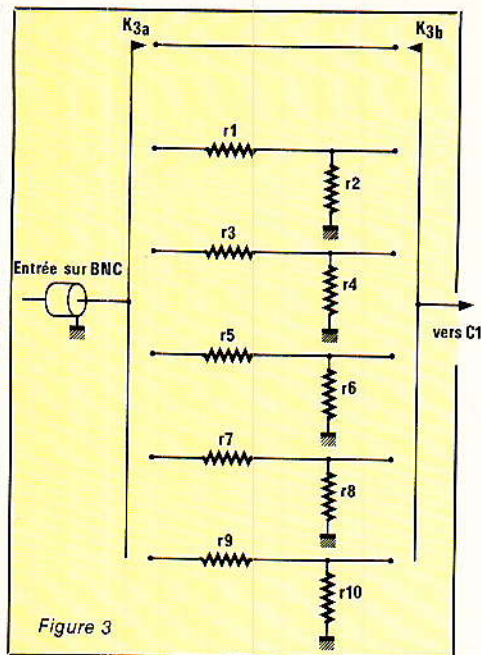 K3a
K3b
r1
r2
r3
Entrée sur BNC
r4
vers C1
r5
r6
r7
r8
r9
r10
Figure 3